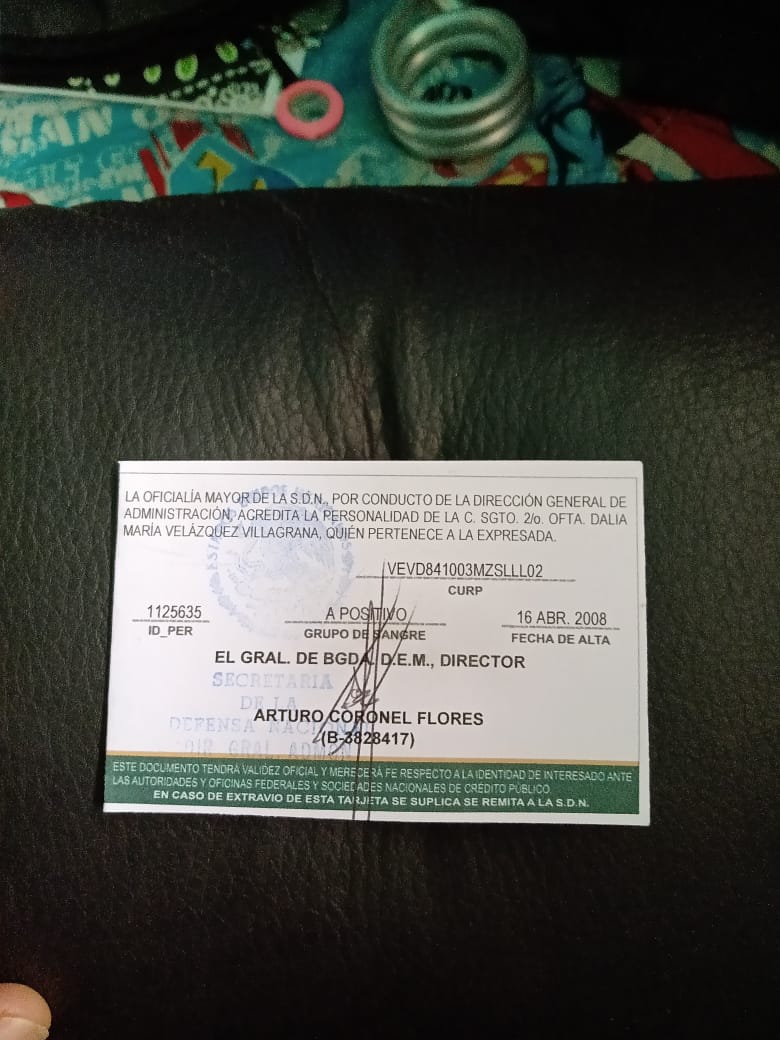 LA OFICIALÍA MAYOR DE LA S.D.N., POR CONDUCTO DE LA DIRECCIÓN GENERAL DE
ADMINISTRACIÓN, ACREDITA LA PERSONALIDAD DE LA C. SGTO. 2/o. OFTA. DALIA
MARÍA VELÁZQUEZ VILLAGRANA, QUIÉN PERTENECE A LA EXPRESADA.
VEVD841003MZSLLL02
CURP
1125635 A POSITIVO 16 ABR. 2008
ID_PER GRUPO DE SANGRE FECHA DE ALTA
EL GRAL. DE BGDA. D.E.M., DIRECTOR
SECRETARIA
DE LA
DEFENSA NACIONAL
DIR. GRAL. ADMON.
ARTURO CORONEL FLORES
(B-3828417)
ESTE DOCUMENTO TENDRÁ VALIDEZ OFICIAL Y MERECERÁ FE RESPECTO A LA IDENTIDAD DE INTERESADO ANTE
LAS AUTORIDADES Y OFICINAS FEDERALES Y SOCIEDADES NACIONALES DE CRÉDITO PÚBLICO.
EN CASO DE EXTRAVIO DE ESTA TARJETA SE SUPLICA SE REMITA A LA S.D.N.